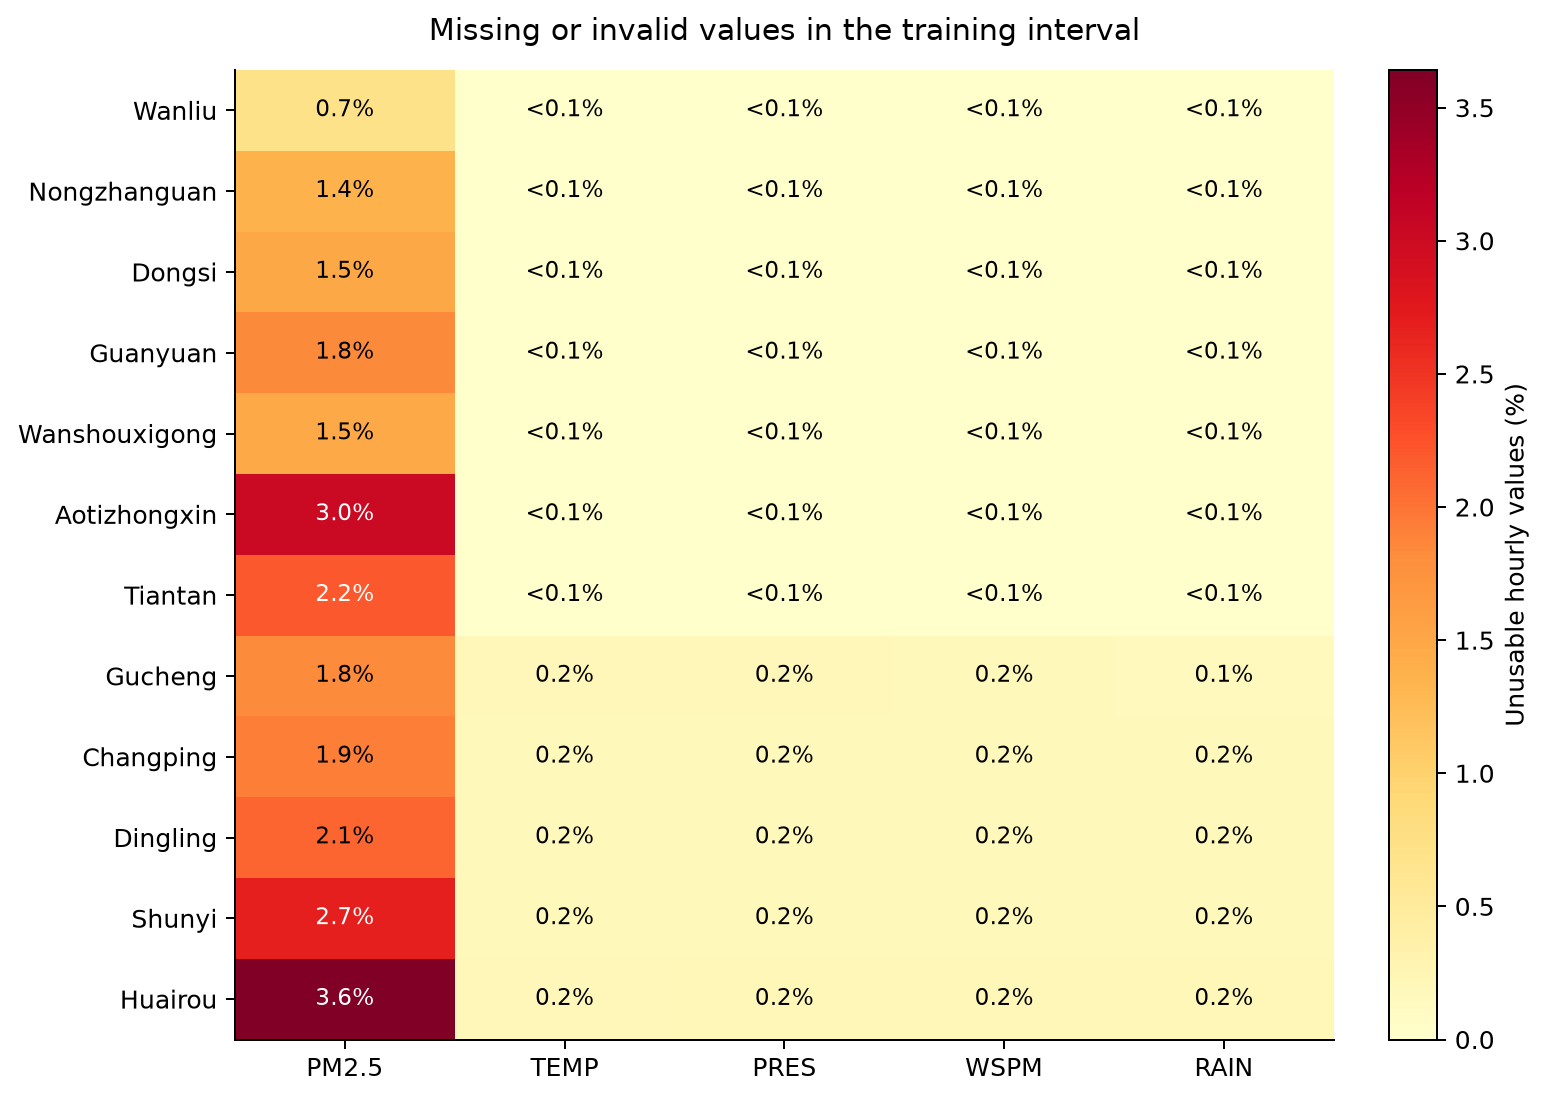 Missing or invalid values in the training interval
Wanliu 0.7% <0.1% <0.1% <0.1% <0.1%
Nongzhanguan 1.4% <0.1% <0.1% <0.1% <0.1%
Dongsi 1.5% <0.1% <0.1% <0.1% <0.1%
Guanyuan 1.8% <0.1% <0.1% <0.1% <0.1%
Wanshouxigong 1.5% <0.1% <0.1% <0.1% <0.1%
Aotizhongxin 3.0% <0.1% <0.1% <0.1% <0.1%
Tiantan 2.2% <0.1% <0.1% <0.1% <0.1%
Gucheng 1.8% 0.2% 0.2% 0.2% 0.1%
Changping 1.9% 0.2% 0.2% 0.2% 0.2%
Dingling 2.1% 0.2% 0.2% 0.2% 0.2%
Shunyi 2.7% 0.2% 0.2% 0.2% 0.2%
Huairou 3.6% 0.2% 0.2% 0.2% 0.2%
PM2.5 TEMP PRES WSPM RAIN
3.5
3.0
2.5
2.0
1.5
1.0
0.5
0.0
Unusable hourly values (%)